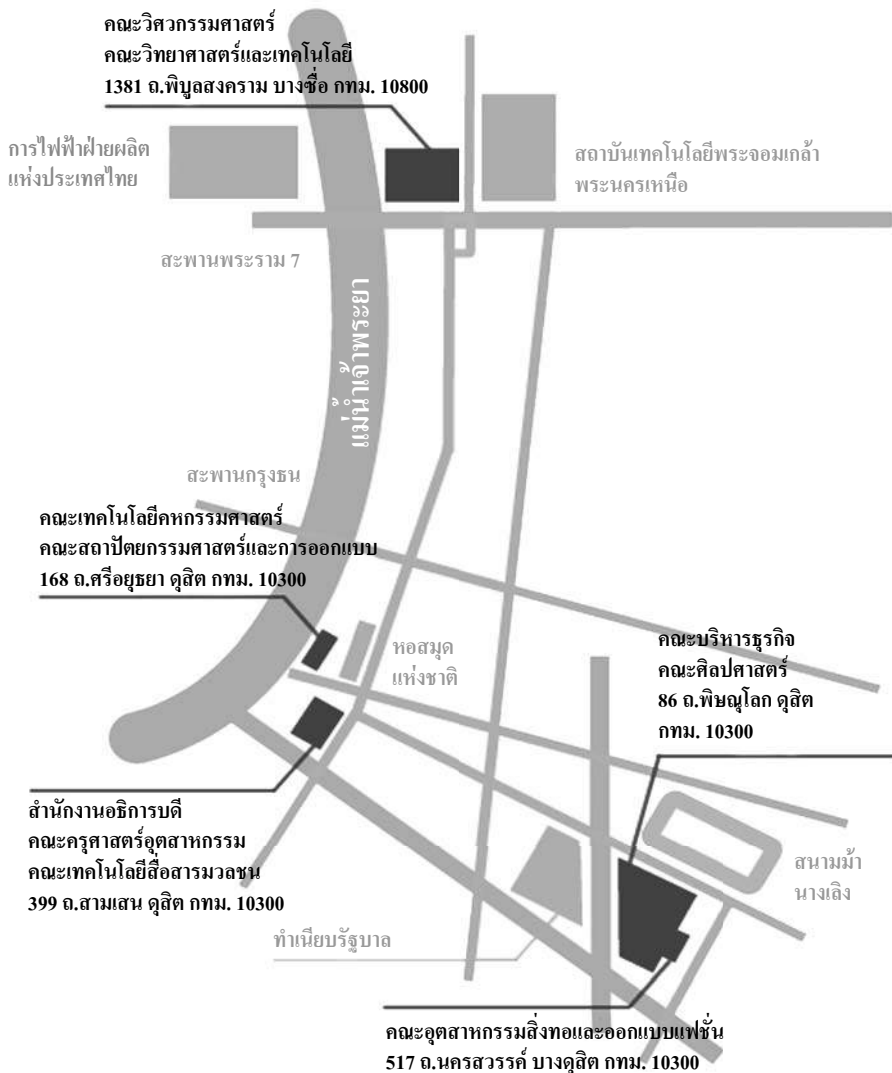 คณะวิศวกรรมศาสตร์
คณะวิทยาศาสตร์และเทคโนโลยี
1381 ถ.พิบูลสงคราม บางซื่อ กทม. 10800
การไฟฟ้าฝ่ายผลิต
แห่งประเทศไทย
สถาบันเทคโนโลยีพระจอมเกล้า
พระนครเหนือ
สะพานพระราม 7
แม่น้ำเจ้าพระยา
สะพานกรุงธน
คณะเทคโนโลยีคหกรรมศาสตร์
คณะสถาปัตยกรรมศาสตร์และการออกแบบ
168 ถ.ศรีอยุธยา ดุสิต กทม. 10300
หอสมุด
แห่งชาติ
คณะบริหารธุรกิจ
คณะศิลปศาสตร์
86 ถ.พิษณุโลก ดุสิต
กทม. 10300
สำนักงานอธิการบดี
คณะครุศาสตร์อุตสาหกรรม
คณะเทคโนโลยีสื่อสารมวลชน
399 ถ.สามเสน ดุสิต กทม. 10300
สนามม้า
นางเลิ้ง
ทำเนียบรัฐบาล
คณะอุตสาหกรรมสิ่งทอและออกแบบแฟชั่น
517 ถ.นครสวรรค์ บางดุสิต กทม. 10300